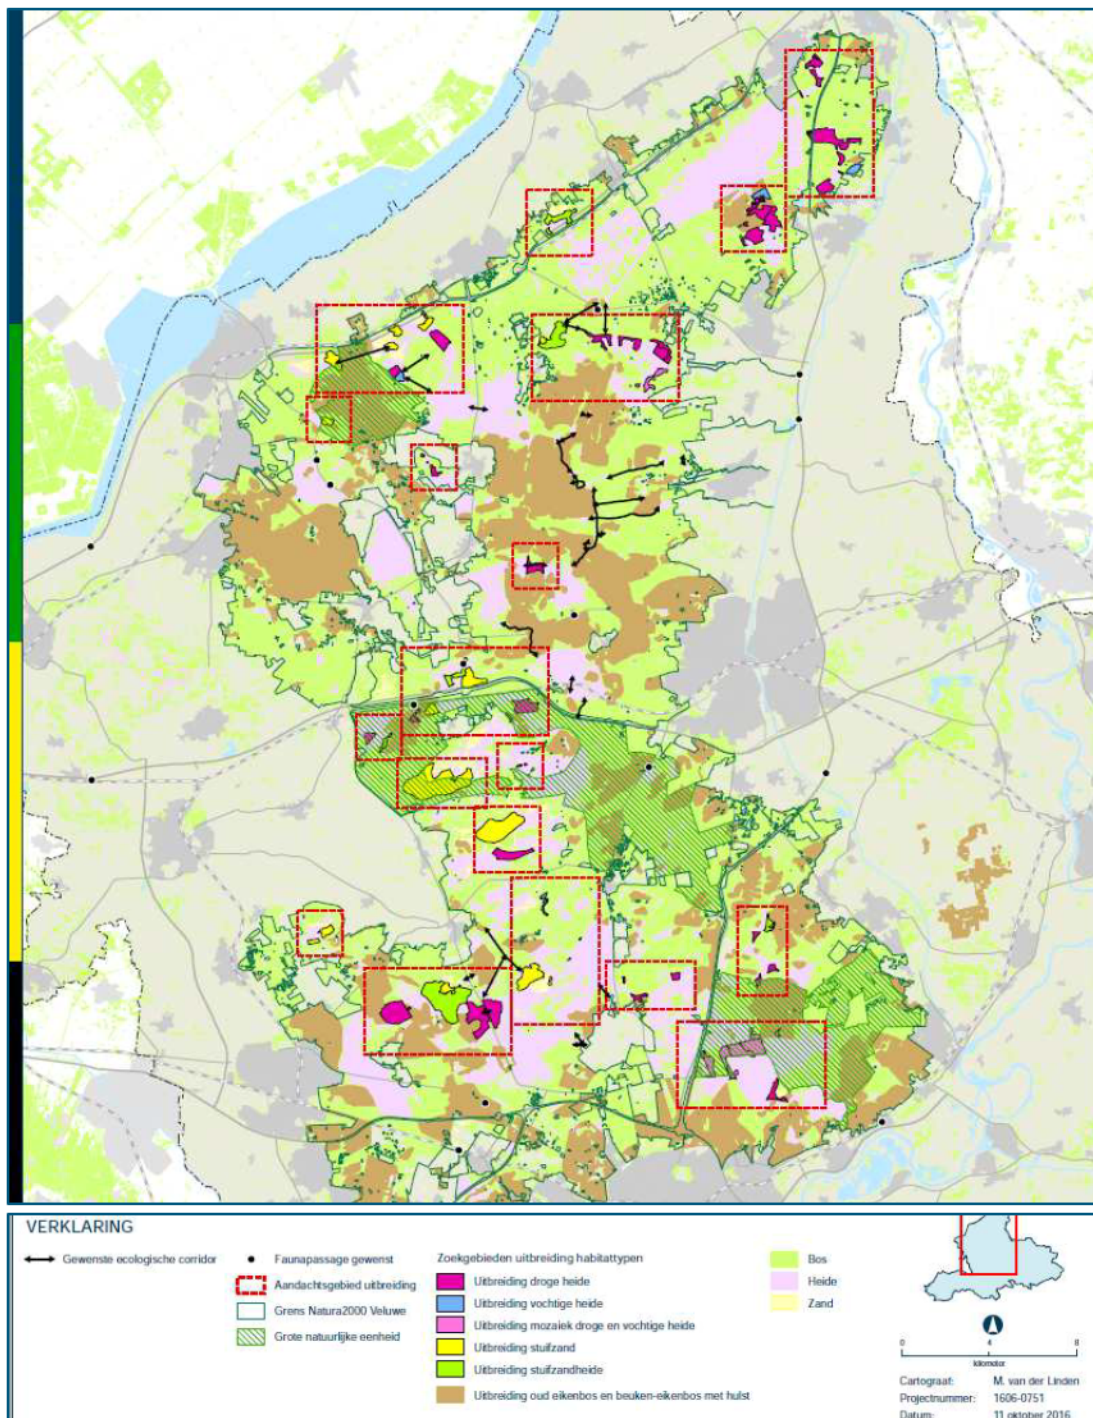 VERKLARING
Gewenste ecologische corridor
Faunapassage gewenst
Aandachtsgebied uitbreiding
Grens Natura2000 Veluwe
Grote natuurlijke eenheid
Zoekgebieden uitbreiding habitattypen
Uitbreiding droge heide
Uitbreiding vochtige heide
Uitbreiding mozaiek droge en vochtige heide
Uitbreiding stuifzand
Uitbreiding stuifzandheide
Uitbreiding oud eikenbos en beuken-eikenbos met hulst
Bos
Heide
Zand
0 4 8
kilometer
Cartograaf: M. van der Linden
Projectnummer: 1606-0751
Datum: 11 oktober 2016